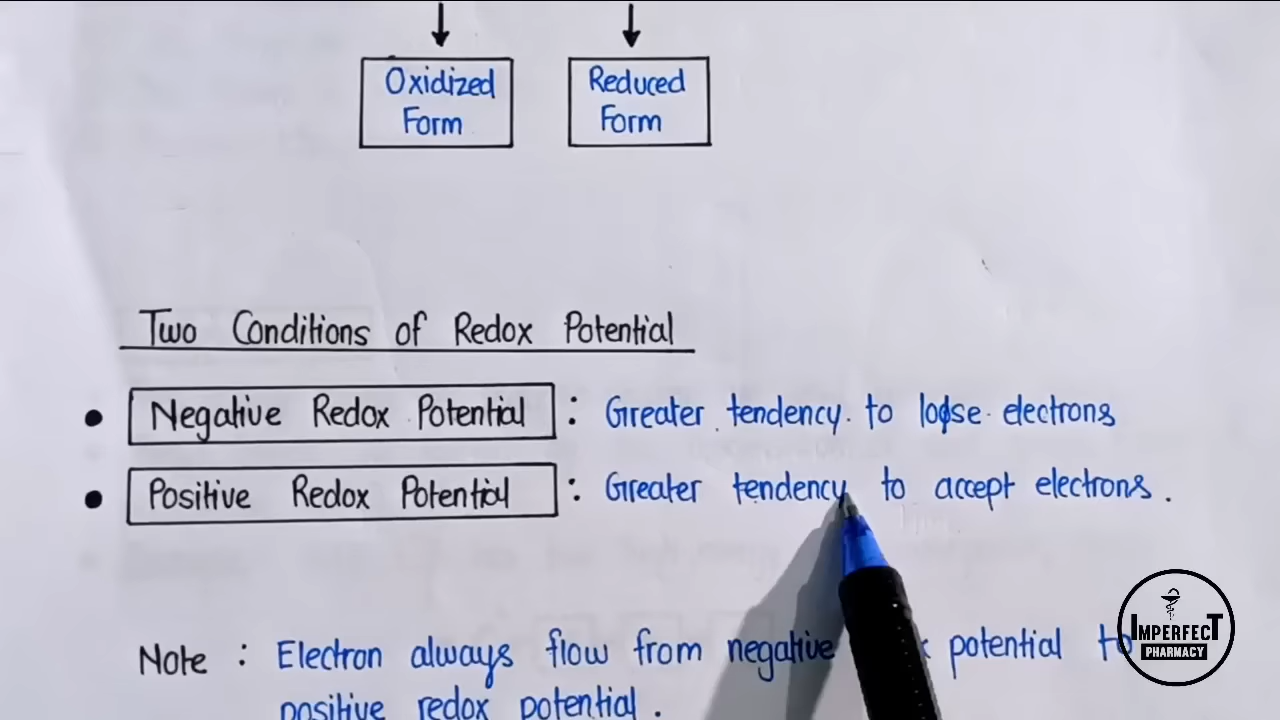 Oxidized
Form
Reduced
Form
Two Conditions of Redox Potential
• Negative Redox Potential : Greater tendency to loose electrons
• Positive Redox Potential : Greater tendency to accept electrons.
Note : Electron always flow from negative potential to
positive redox potential.
IMPERFECT
PHARMACY